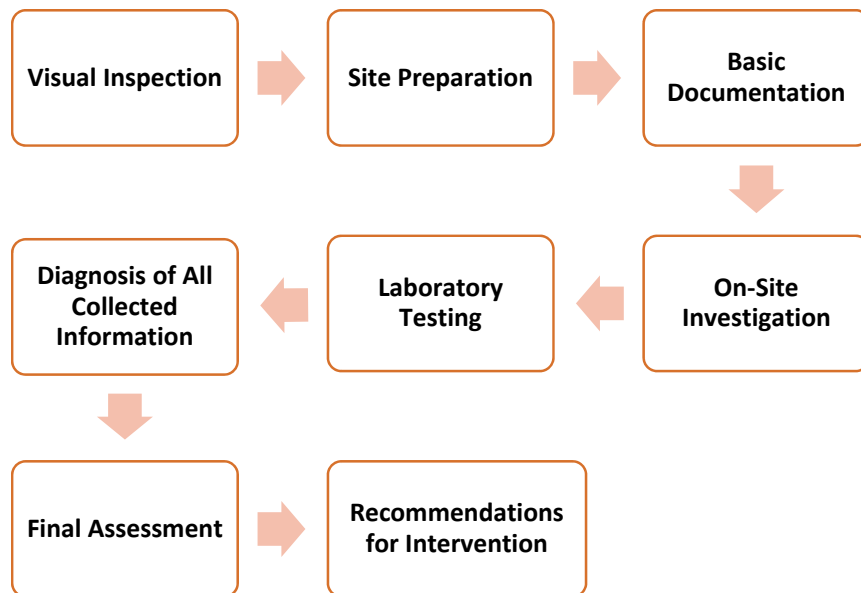 Visual Inspection
Site Preparation
Basic
Documentation
On-Site
Investigation
Laboratory
Testing
Diagnosis of All
Collected
Information
Final Assessment
Recommendations
for Intervention